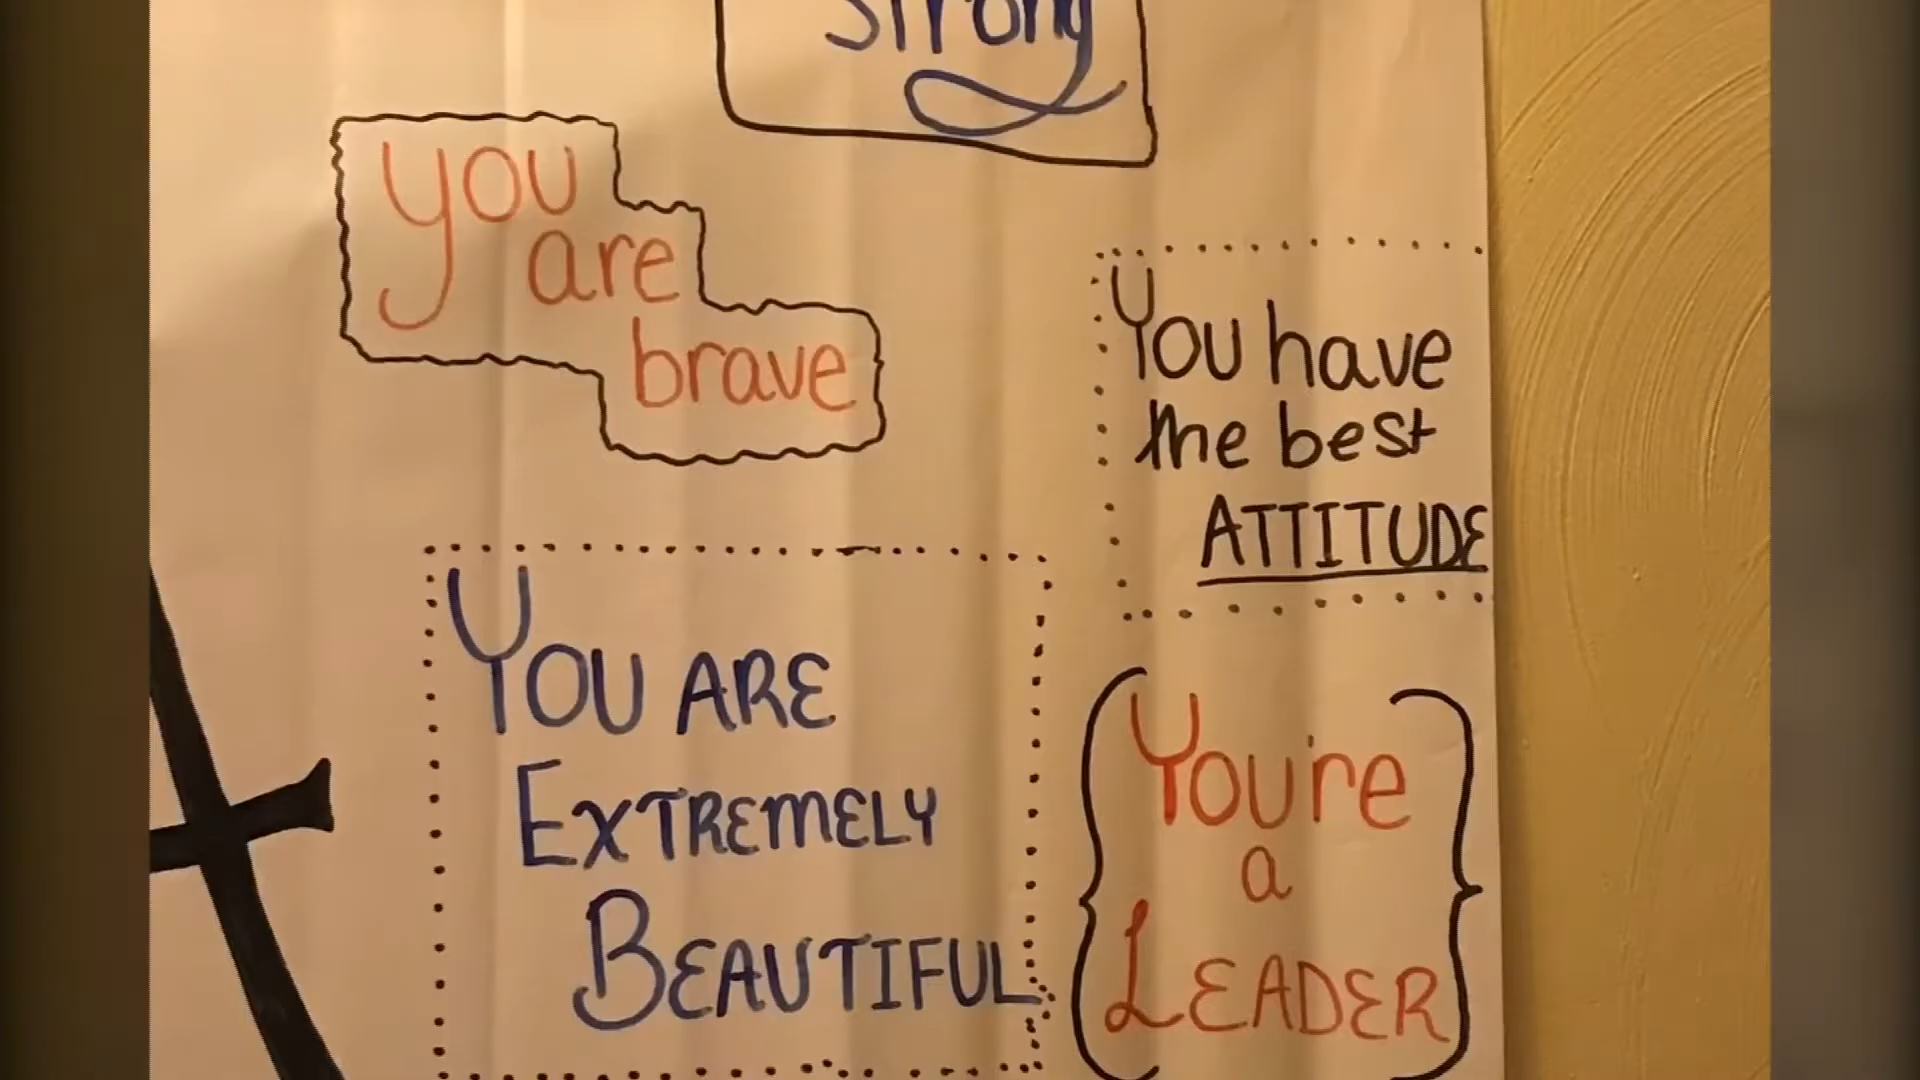 Strong
you
are
brave
You have
the best
ATTITUDE
YOU ARE
EXTREMELY
BEAUTIFUL
You're
a
LEADER